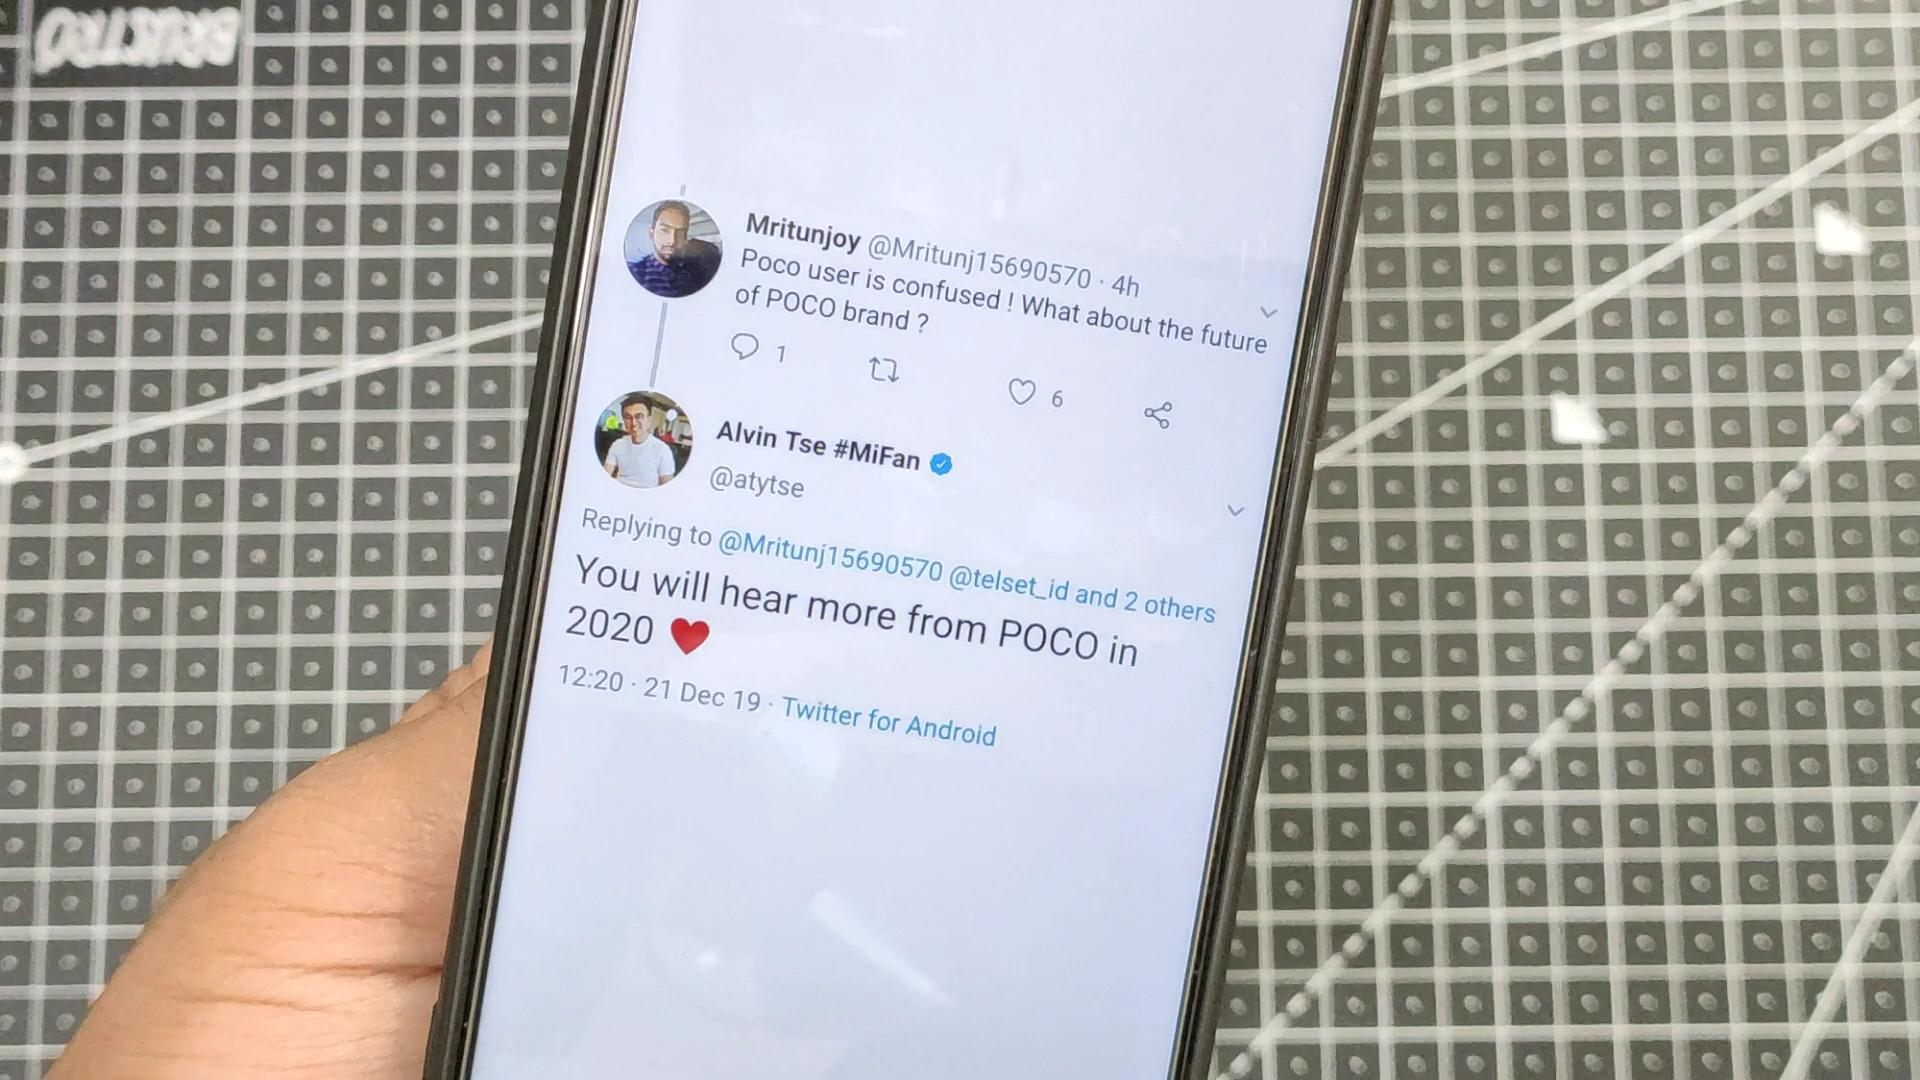 BRUSTRO
Mritunjoy @Mritunj15690570 · 4h
Poco user is confused ! What about the future
of POCO brand ?
1 6
Alvin Tse #MiFan
@atytse
Replying to @Mritunj15690570 @telset_id and 2 others
You will hear more from POCO in
2020 ❤️
12:20 · 21 Dec 19 · Twitter for Android